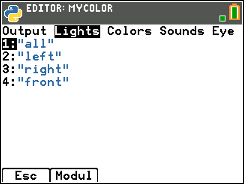 EDITOR: MYCOLOR
Output Lights Colors Sounds Eye
1:"all"
2:"left"
3:"right"
4:"front"
Esc Modul